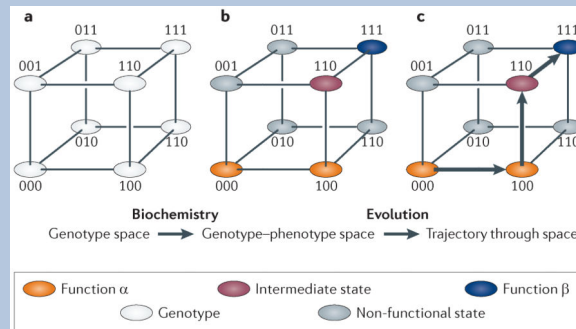 a b c
011 111 011 111 011 111
001 110 001 110 001 110
010 110 010 110 010 110
000 100 000 100 000 100
Biochemistry Evolution
Genotype space Genotype–phenotype space Trajectory through space
Function α Intermediate state Function β
Genotype Non-functional state